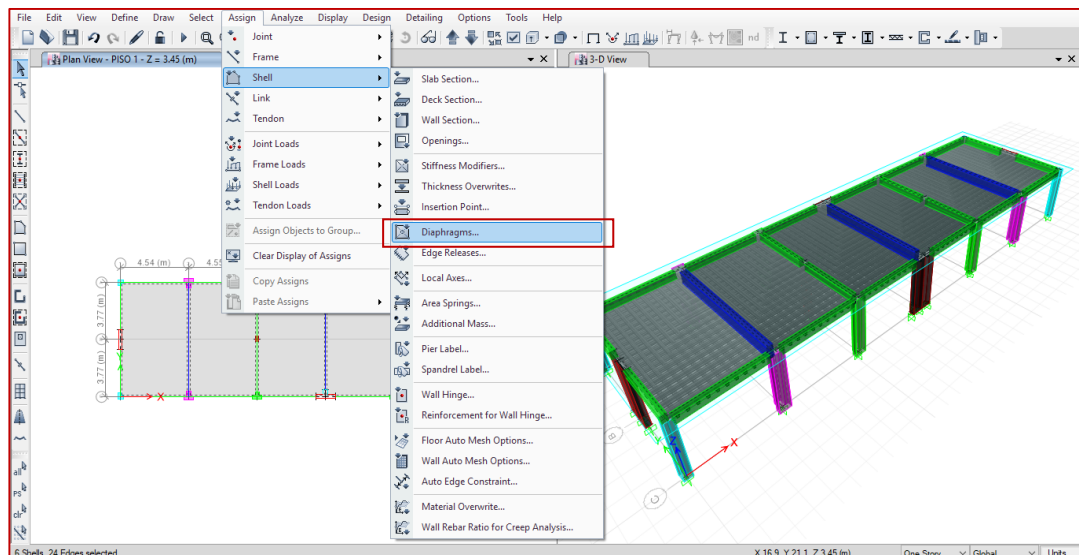 File Edit View Define Draw Select Assign Analyze Display Design Detailing Options Tools Help
nd
Plan View - PISO 1 - Z = 3.45 (m)
3-D View
Joint
Frame
Shell
Link
Tendon
Joint Loads
Frame Loads
Shell Loads
Tendon Loads
Assign Objects to Group...
Clear Display of Assigns
Copy Assigns
Paste Assigns
Slab Section...
Deck Section...
Wall Section...
Openings...
Stiffness Modifiers...
Thickness Overwrites...
Insertion Point...
Diaphragms...
Edge Releases...
Local Axes...
Area Springs...
Additional Mass...
Pier Label...
Spandrel Label...
Wall Hinge...
Reinforcement for Wall Hinge...
Floor Auto Mesh Options...
Wall Auto Mesh Options...
Auto Edge Constraint...
Material Overwrite...
Wall Rebar Ratio for Creep Analysis...
4.54 (m)
4.55
3.77 (m)
3.77 (m)
X
Z
X
B
C
all
ps
clr
6 Shells, 24 Edges selected
X 16.9 Y 21.1 Z 3.45 (m)
One Story
Global
Units...